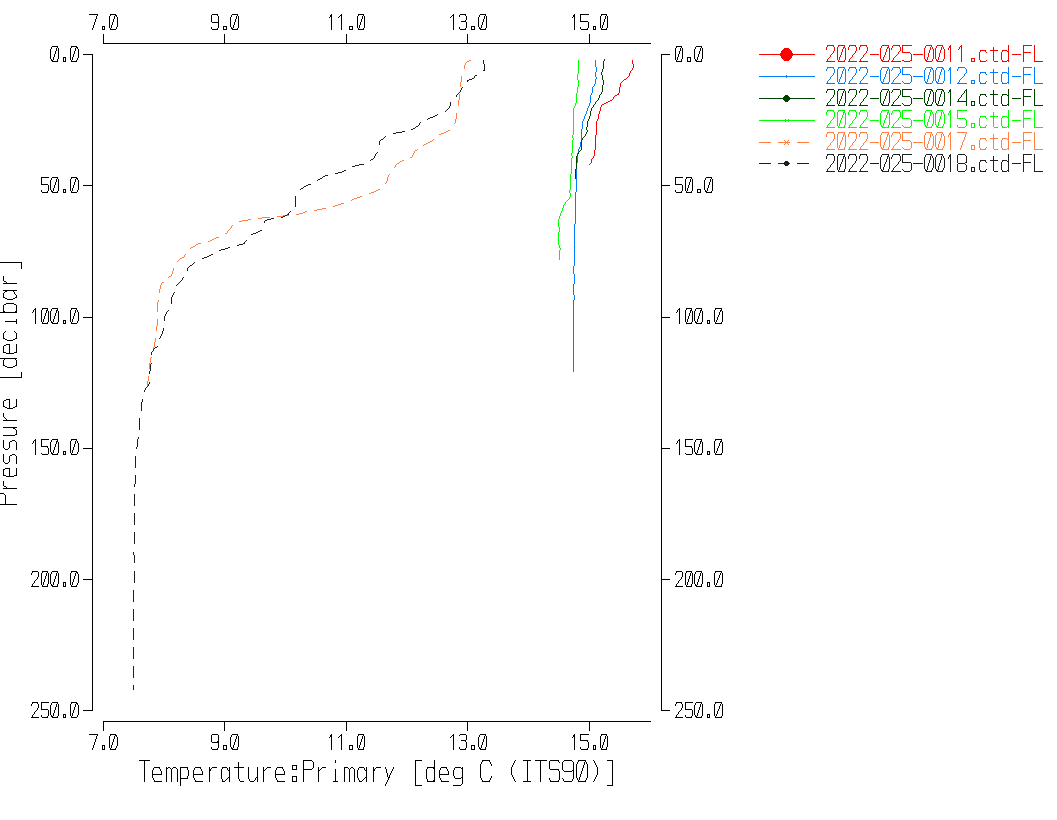 7.0 9.0 11.0 13.0 15.0
0.0 0.0
50.0 50.0
100.0 100.0
150.0 150.0
200.0 200.0
250.0 250.0
Pressure [decibar]
7.0 9.0 11.0 13.0 15.0
Temperature:Primary [deg C (ITS90)]
2022-025-0011.ctd-FL
2022-025-0012.ctd-FL
2022-025-0014.ctd-FL
2022-025-0015.ctd-FL
2022-025-0017.ctd-FL
2022-025-0018.ctd-FL